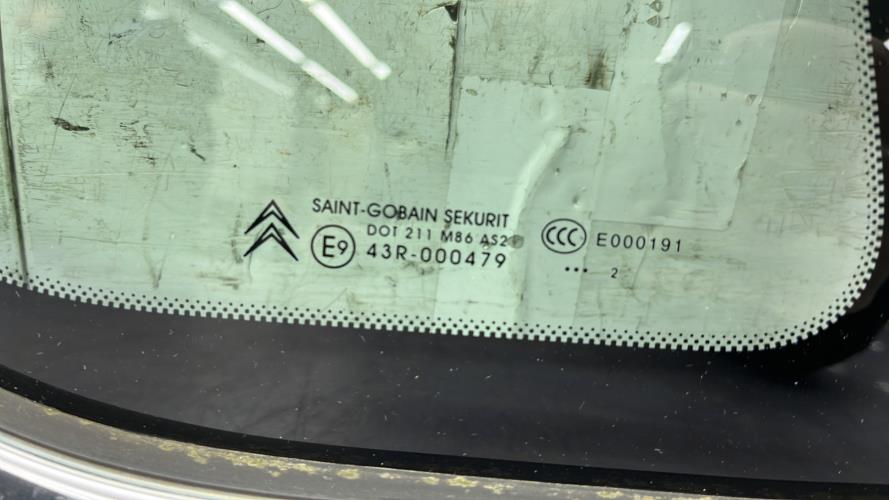 SAINT-GOBAIN SEKURIT
DOT 211 M86 AS2
E9 43R-000479
CCC E000191
... 2